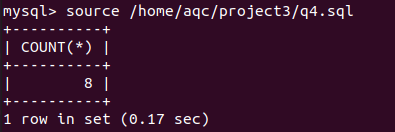 mysql> source /home/aqc/project3/q4.sql
+----------+
| COUNT(*) |
+----------+
|        8 |
+----------+
1 row in set (0.17 sec)